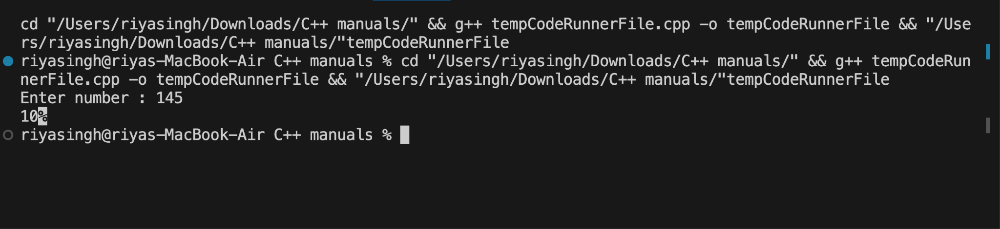 cd "/Users/riyasingh/Downloads/C++ manuals/" && g++ tempCodeRunnerFile.cpp -o tempCodeRunnerFile && "/Use
rs/riyasingh/Downloads/C++ manuals/"tempCodeRunnerFile
riyasingh@riyas-MacBook-Air C++ manuals % cd "/Users/riyasingh/Downloads/C++ manuals/" && g++ tempCodeRun
nerFile.cpp -o tempCodeRunnerFile && "/Users/riyasingh/Downloads/C++ manuals/"tempCodeRunnerFile
Enter number : 145
10%
riyasingh@riyas-MacBook-Air C++ manuals %